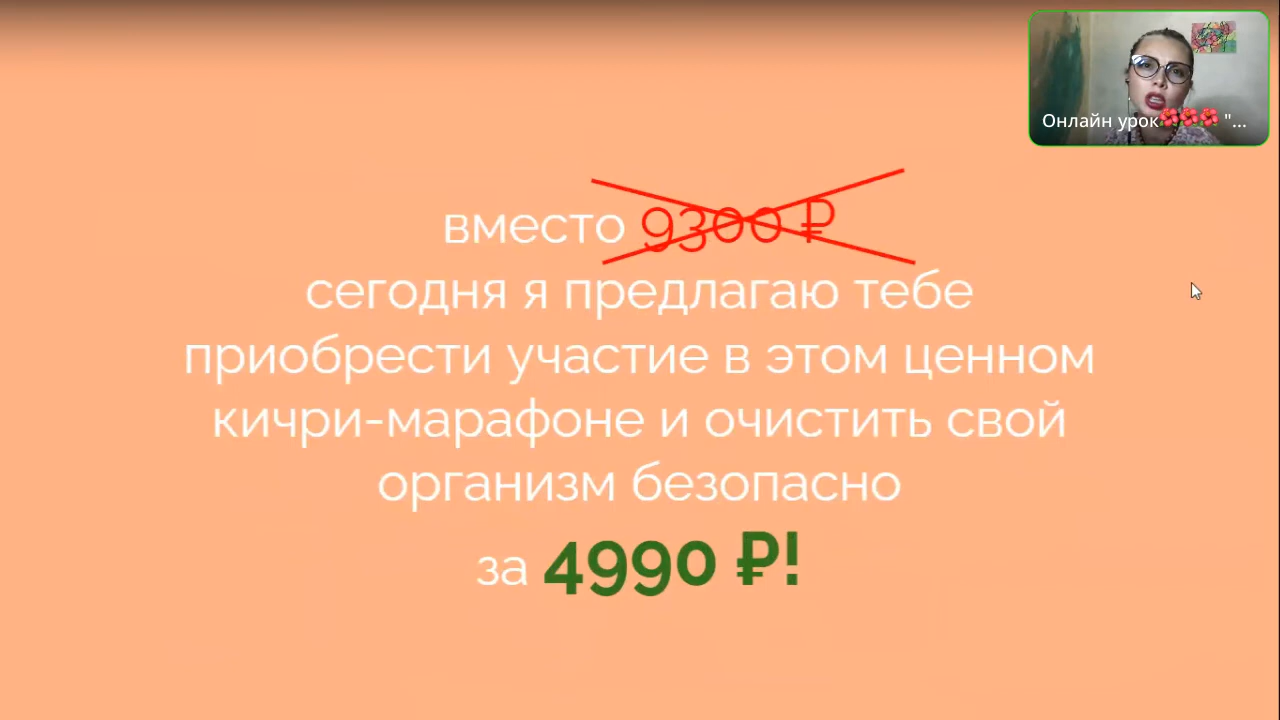 Онлайн урок🌺🌺🌺 "...
вместо 9300 ₽
сегодня я предлагаю тебе
приобрести участие в этом ценном
кичри-марафоне и очистить свой
организм безопасно
за 4990 ₽!